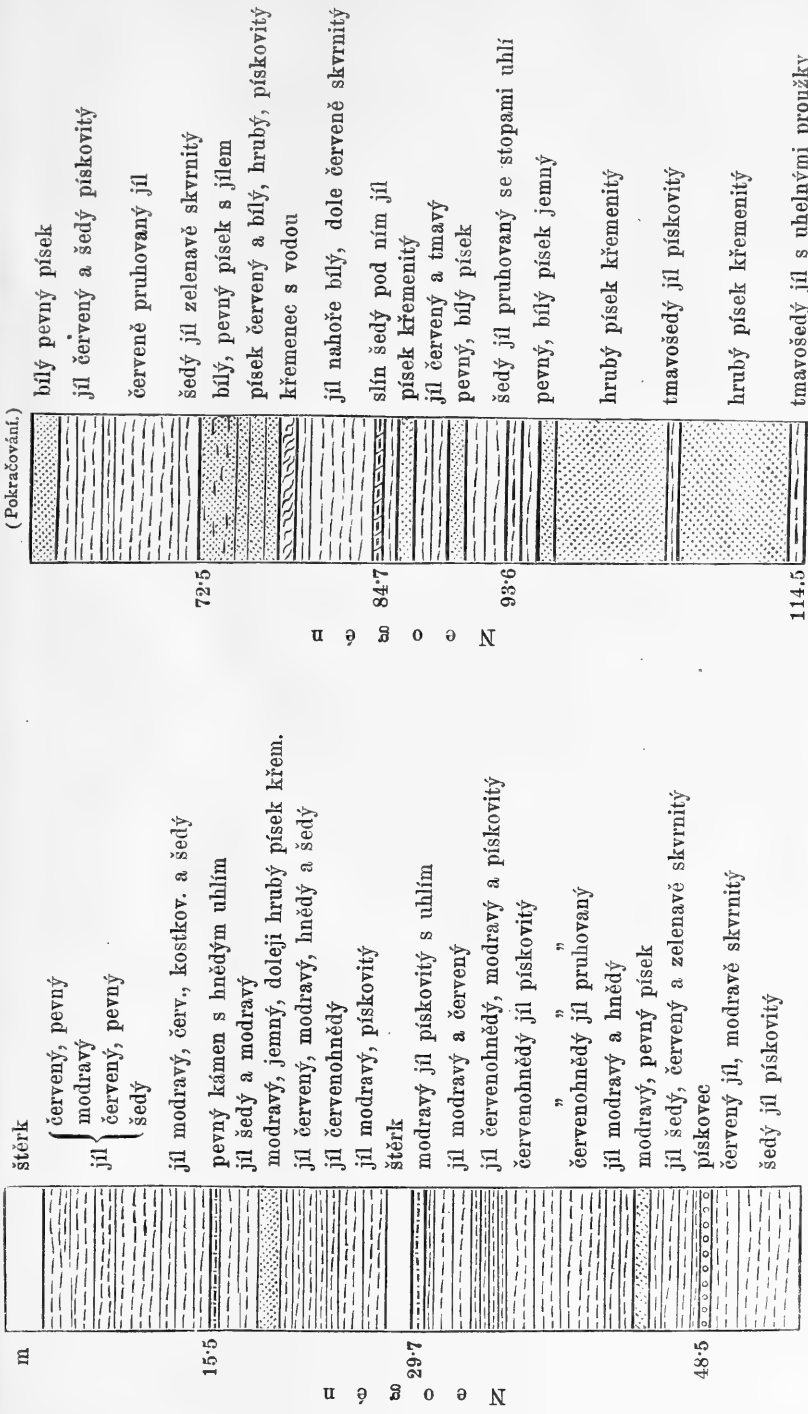 m
štěrk
červený, pevný
modravý
jíl
červený, pevný
šedý
jíl modravý, červ., kostkov. a šedý
15·5
pevný kámen s hnědým uhlím
jíl šedý a modravý
modravý, jemný, doleji hrubý písek křem.
jíl červený, modravý, hnědý a šedý
jíl červenohnědý
jíl modravý, pískovitý
štěrk
29·7
modravý jíl pískovitý s uhlím
jíl modravý a červený
jíl červenohnědý, modravý a pískovitý
červenohnědý jíl pískovitý
" " "
červenohnědý jíl pruhovaný
jíl modravý a hnědý
modravý, pevný písek
jíl šedý, červený a zelenavě skvrnitý
48·5
pískovec
červený jíl, modravě skvrnitý
šedý jíl pískovitý
Neogén
(Pokračování.)
bílý pevný písek
jíl červený a šedý pískovitý
červeně pruhovaný jíl
šedý jíl zelenavě skvrnitý
72·5
bílý, pevný písek s jílem
písek červený a bílý, hrubý, pískovitý
křemenec s vodou
jíl nahoře bílý, dole červeně skvrnitý
84·7
slín šedý pod ním jíl
písek křemenitý
jíl červený a tmavý
pevný, bílý písek
93·6
šedý jíl pruhovaný se stopami uhlí
pevný, bílý písek jemný
hrubý písek křemenitý
tmavošedý jíl pískovitý
hrubý písek křemenitý
114.5
tmavošedý jíl s uhelnými proužky
Neogén